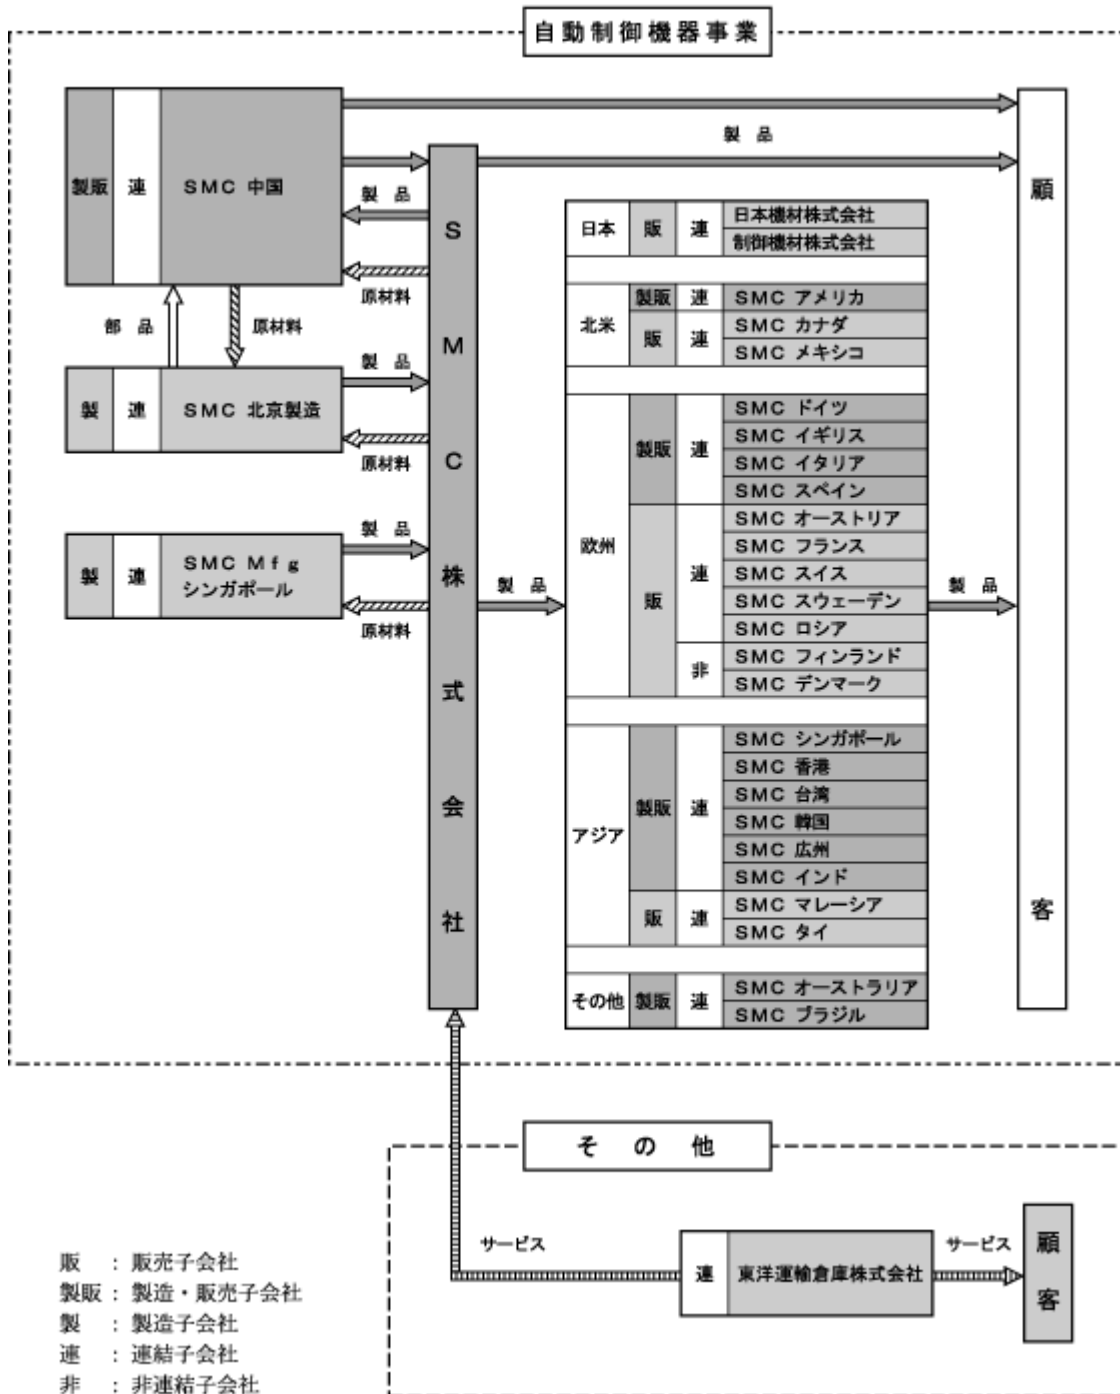 自動制御機器事業
製販 連 SMC 中国
製品
製品
原材料
部品
原材料
製 連 SMC 北京製造
製品
原材料
製 連 SMC Mfg
シンガポール
製品
原材料
SMC株式会社
製品
日本 販 連 日本機材株式会社
制御機材株式会社
北米 製販 連 SMC アメリカ
販 連 SMC カナダ
SMC メキシコ
欧州 製販 連 SMC ドイツ
SMC イギリス
SMC イタリア
SMC スペイン
販 連 SMC オーストリア
SMC フランス
SMC スイス
SMC スウェーデン
SMC ロシア
非 SMC フィンランド
SMC デンマーク
アジア 製販 連 SMC シンガポール
SMC 香港
SMC 台湾
SMC 韓国
SMC 広州
SMC インド
販 連 SMC マレーシア
SMC タイ
その他 製販 連 SMC オーストラリア
SMC ブラジル
製品
顧客
その他
サービス
連 東洋運輸倉庫株式会社
サービス
顧客
販 : 販売子会社
製販 : 製造・販売子会社
製 : 製造子会社
連 : 連結子会社
非 : 非連結子会社